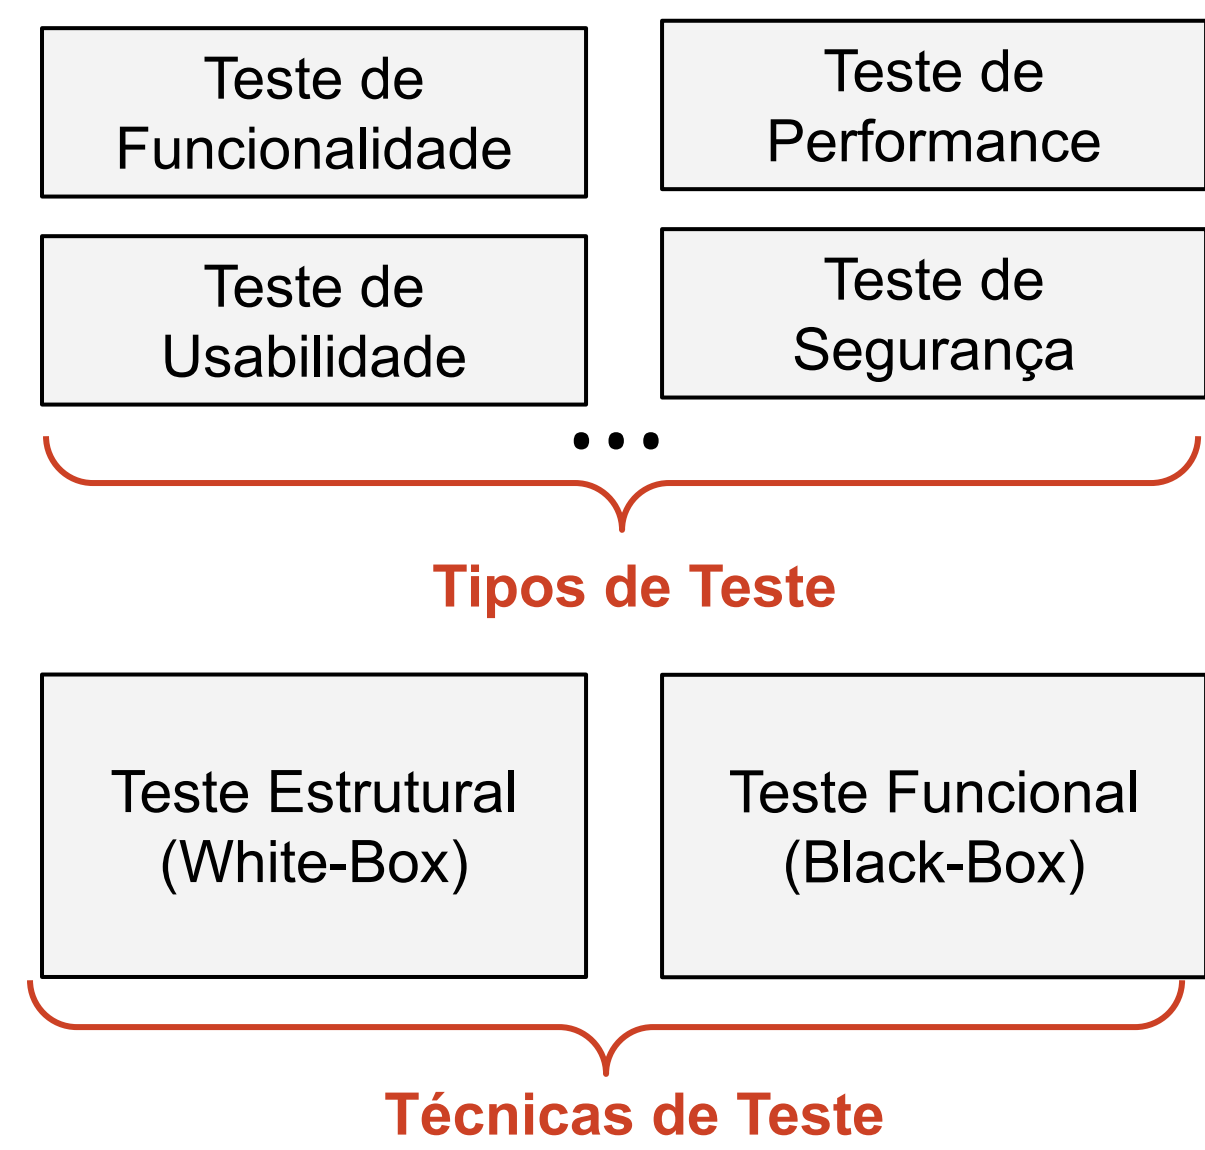 Teste de
Funcionalidade
Teste de
Performance
Teste de
Usabilidade
Teste de
Segurança
...
Tipos de Teste
Teste Estrutural
(White-Box)
Teste Funcional
(Black-Box)
Técnicas de Teste